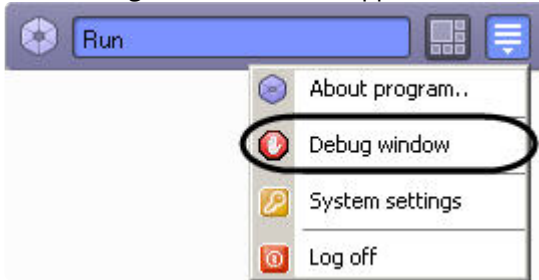 Run
About program..
Debug window
System settings
Log off